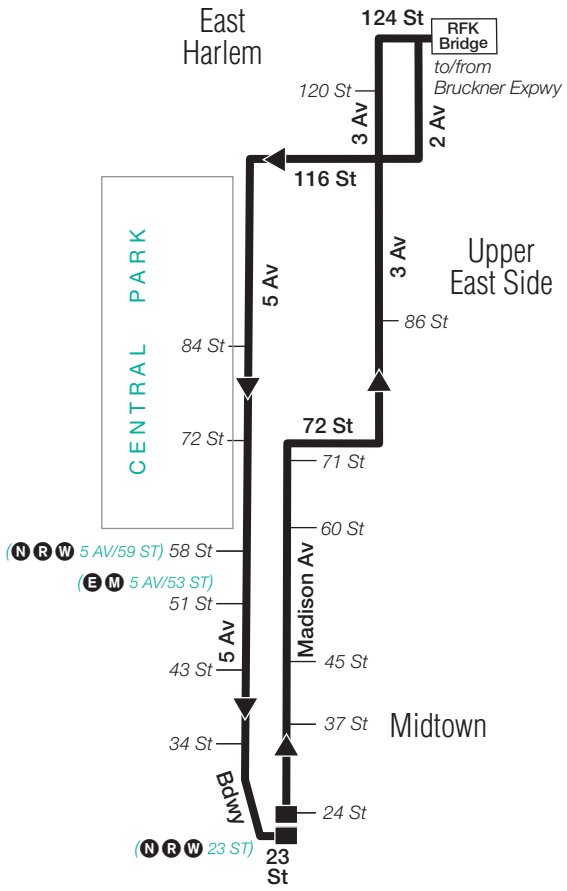 East
Harlem
124 St
RFK
Bridge
to/from
Bruckner Expwy
120 St
3 Av
2 Av
116 St
CENTRAL PARK
5 Av
3 Av
Upper
East Side
86 St
84 St
72 St
72 St
71 St
60 St
(N R W 5 AV/59 ST) 58 St
(E M 5 AV/53 ST)
51 St
5 Av
Madison Av
43 St
45 St
37 St
Midtown
34 St
Bdwy
24 St
(N R W 23 ST)
23
St